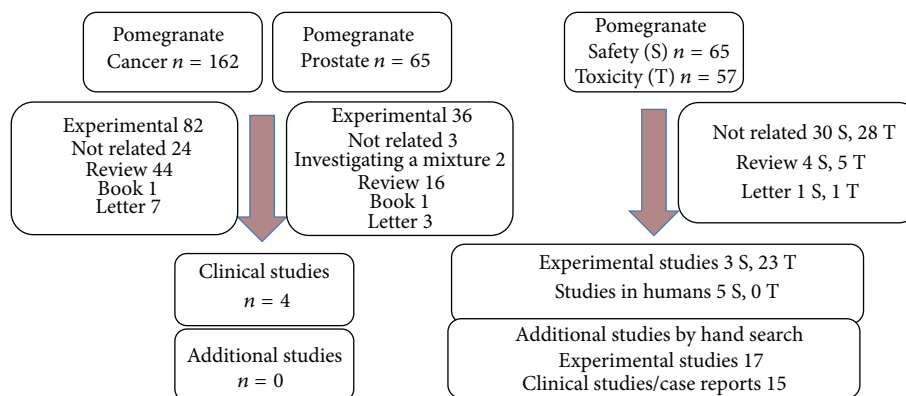 Pomegranate
Cancer n = 162
Pomegranate
Prostate n = 65
Pomegranate
Safety (S) n = 65
Toxicity (T) n = 57
Experimental 82
Not related 24
Review 44
Book 1
Letter 7
Experimental 36
Not related 3
Investigating a mixture 2
Review 16
Book 1
Letter 3
Not related 30 S, 28 T
Review 4 S, 5 T
Letter 1 S, 1 T
Clinical studies
n = 4
Additional studies
n = 0
Experimental studies 3 S, 23 T
Studies in humans 5 S, 0 T
Additional studies by hand search
Experimental studies 17
Clinical studies/case reports 15